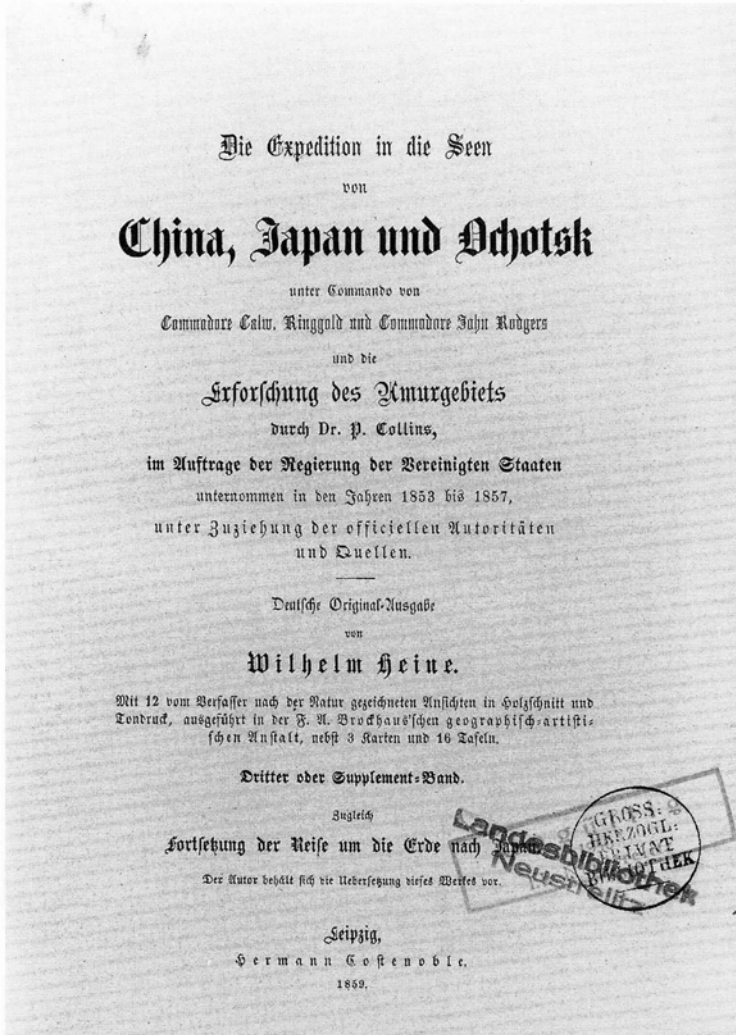 Die Expedition in die Seen
von
China, Japan und Ochotsk
unter Commando von
Commodore Calw. Ringgold und Commodore John Rodgers
und die
Erforschung des Amurgebiets
durch Dr. P. Collins,
im Auftrage der Regierung der Vereinigten Staaten
unternommen in den Jahren 1853 bis 1857,
unter Zuziehung der officiellen Autoritäten
und Quellen.
Deutsche Original-Ausgabe
von
Wilhelm Heine.
Mit 12 vom Verfasser nach der Natur gezeichneten Ansichten in Holzschnitt und
Tondruck, ausgeführt in der F. A. Brockhaus'schen geographisch-artisti-
schen Anstalt, nebst 3 Karten und 16 Tafeln.
Dritter oder Supplement-Band.
Zugleich
Fortsetzung der Reise um die Erde nach Japan.
Der Autor behält sich die Uebersetzung dieses Werkes vor.
Landesbibliothek
Neustrelitz
GROSS:
HERZOGL:
BIBLIOTHEK
Leipzig,
Hermann Costenoble.
1859.